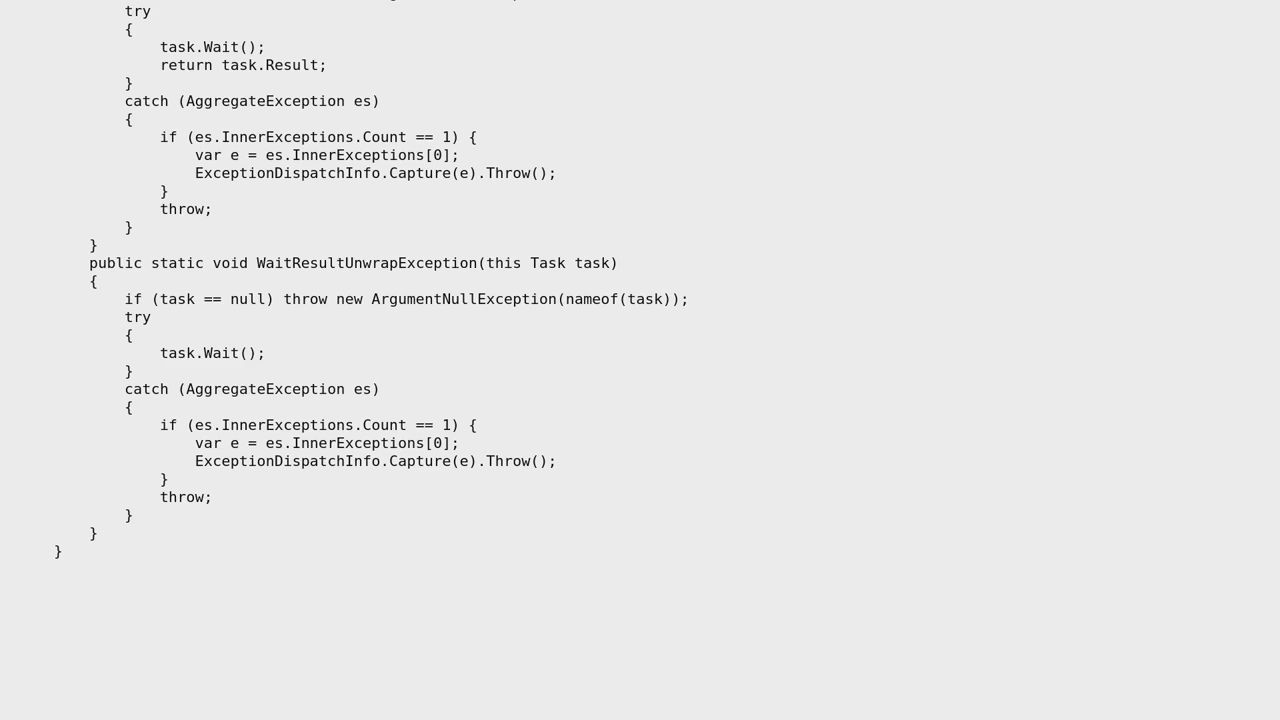 try
{
task.Wait();
return task.Result;
}
catch (AggregateException es)
{
if (es.InnerExceptions.Count == 1) {
var e = es.InnerExceptions[0];
ExceptionDispatchInfo.Capture(e).Throw();
}
throw;
}
}
public static void WaitResultUnwrapException(this Task task)
{
if (task == null) throw new ArgumentNullException(nameof(task));
try
{
task.Wait();
}
catch (AggregateException es)
{
if (es.InnerExceptions.Count == 1) {
var e = es.InnerExceptions[0];
ExceptionDispatchInfo.Capture(e).Throw();
}
throw;
}
}
}